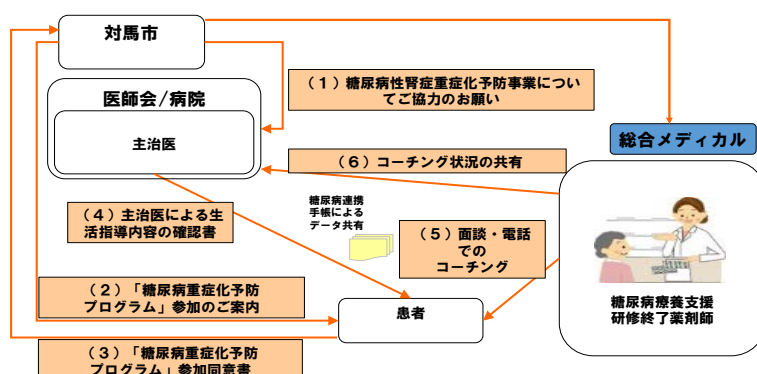 対馬市
医師会/病院
主治医
（１）糖尿病性腎症重症化予防事業につい
てご協力のお願い
総合メディカル
（６）コーチング状況の共有
糖尿病連携
手帳による
データ共有
（４）主治医による生
活指導内容の確認書
（５）面談・電話
での
コーチング
糖尿病療養支援
研修終了薬剤師
（２）「糖尿病重症化予防
プログラム」参加のご案内
患者
（３）「糖尿病重症化予防
プログラム」参加同意書